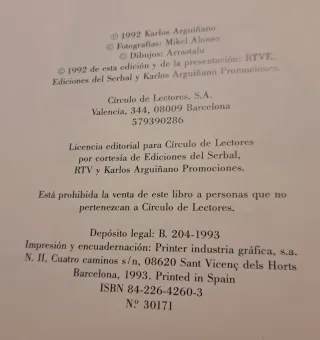 © 1992 Karlos Arguiñano
© Fotografías: Mikel Alonso
© Dibujos: Arrastalu
© 1992 de esta edición y de la presentación: RTVE,
Ediciones del Serbal y Karlos Arguiñano Promociones.
Círculo de Lectores, S.A.
Valencia, 344, 08009 Barcelona
579390286
Licencia editorial para Círculo de Lectores
por cortesía de Ediciones del Serbal,
RTV y Karlos Arguiñano Promociones.
Está prohibida la venta de este libro a personas que no
pertenezcan a Círculo de Lectores.
Depósito legal: B. 204-1993
Impresión y encuadernación: Printer industria gráfica, s.a.
N. II, Cuatro caminos s/n, 08620 Sant Vicenç dels Horts
Barcelona, 1993. Printed in Spain
ISBN 84-226-4260-3
N.º 30171